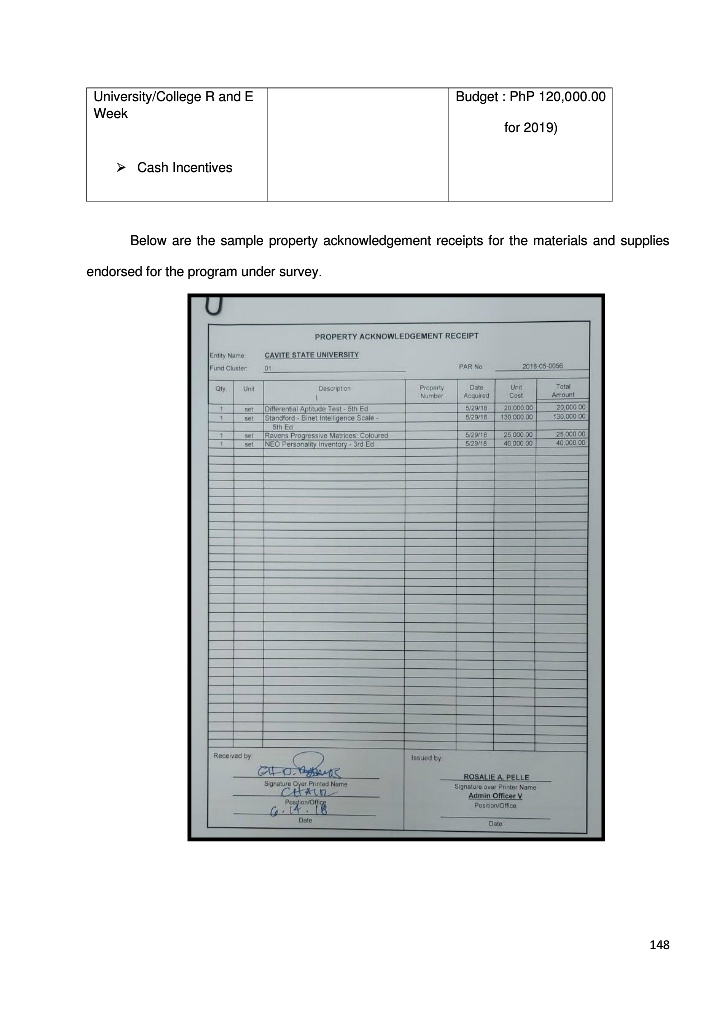 University/College R and E
Week
➢ Cash Incentives
Budget : PhP 120,000.00
for 2019)
Below are the sample property acknowledgement receipts for the materials and supplies
endorsed for the program under survey.
PROPERTY ACKNOWLEDGEMENT RECEIPT
Entity Name: CAVITE STATE UNIVERSITY
Fund Cluster: 01 PAR No 2018-05-0056
Qty. Unit Description Property Number Date Acquired Unit Cost Total Amount
1 set Differential Aptitude Test - 5th Ed 5/29/18 20,000.00 20,000.00
1 set Standford - Binet Intelligence Scale - 5/29/18 130,000.00 130,000.00
5th Ed
1 set Ravens Progressive Matrices: Coloured 5/29/18 25,000.00 25,000.00
1 set NEO Personality Inventory - 3rd Ed 5/29/18 40,000.00 40,000.00
Received by:
Signature Over Printed Name
CHAIR
Position/Office
6.14.18
Date
Issued by:
ROSALIE A. PELLE
Signature over Printer Name
Admin Officer V
Position/Office
Date
148